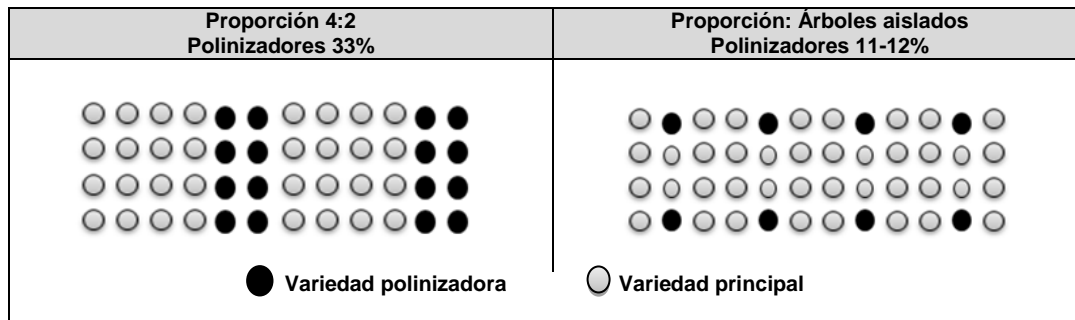 Proporción 4:2
Polinizadores 33%
Proporción: Árboles aislados
Polinizadores 11-12%
Variedad polinizadora
Variedad principal